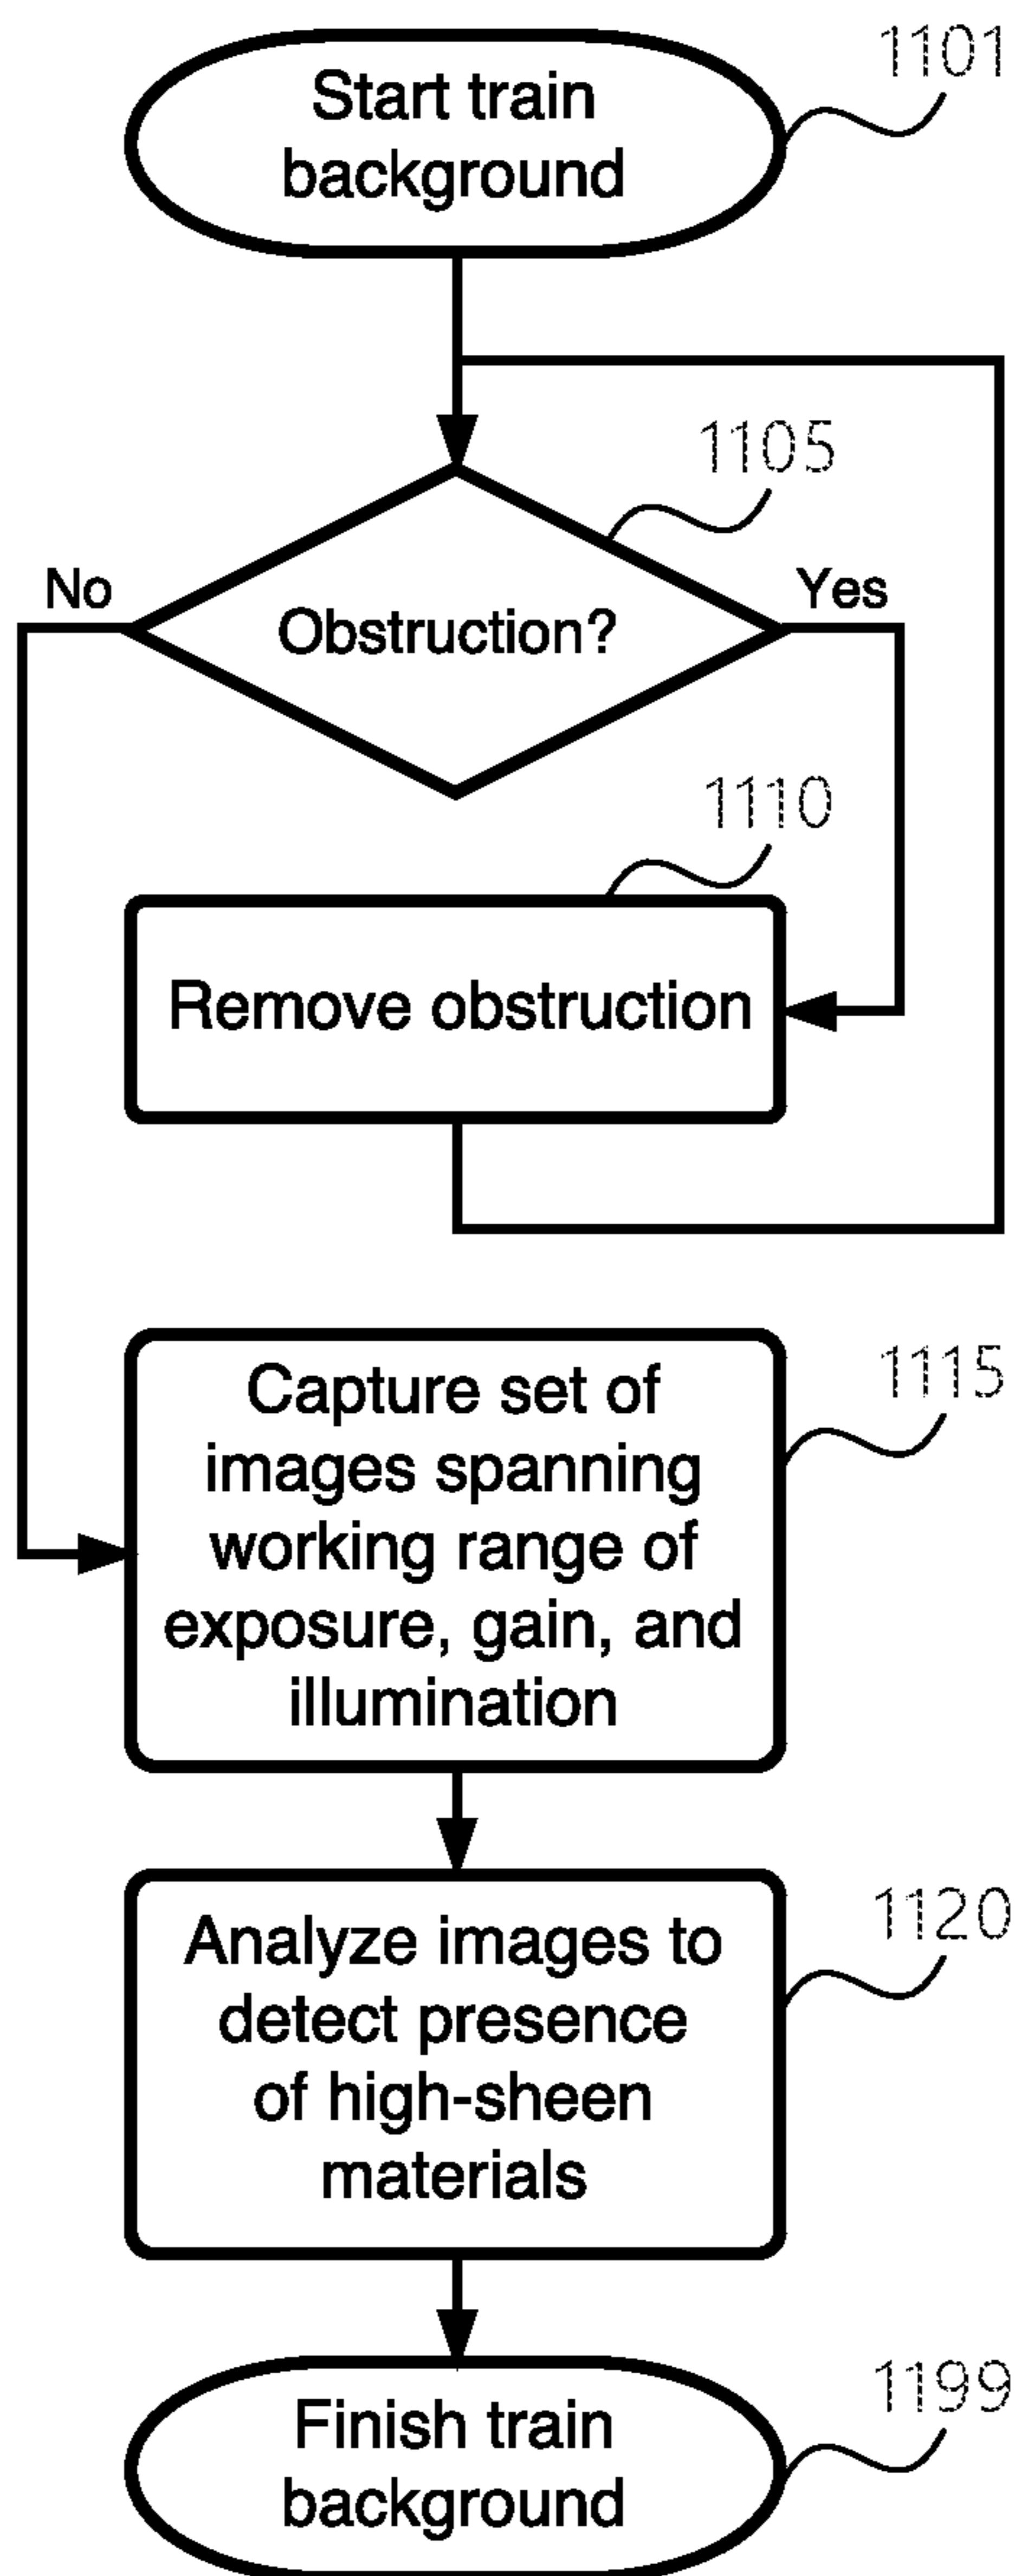 1101
Start train
background
1105
No
Yes
Obstruction?
1110
Remove obstruction
1115
Capture set of
images spanning
working range of
exposure, gain, and
illumination
1120
Analyze images to
detect presence
of high-sheen
materials
1199
Finish train
background